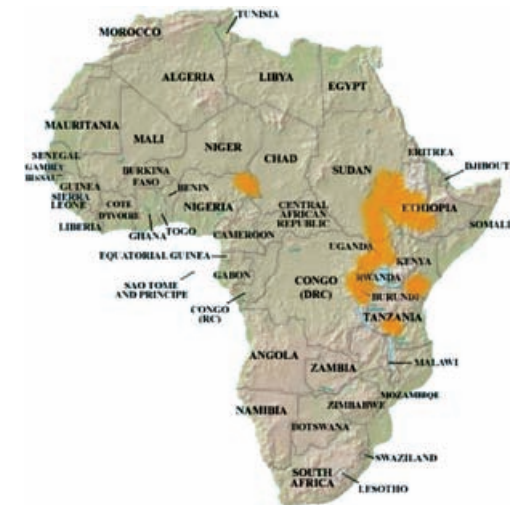 TUNISIA
MOROCCO
ALGERIA
LIBYA
EGYPT
MAURITANIA
MALI
NIGER
CHAD
SUDAN
ERITREA
DJIBOUT
SENEGAL
GAMBIA
BISSAU
GUINEA
SIERRA
LEONE
LIBERIA
COTE
D'IVOIRE
BURKINA
FASO
GHANA
TOGO
BENIN
NIGERIA
CAMEROON
CENTRAL
AFRICAN
REPUBLIC
ETHIOPIA
SOMALI
EQUATORIAL GUINEA
SAO TOME
AND PRINCIPE
GABON
CONGO
(RC)
CONGO
(DRC)
UGANDA
KENYA
RWANDA
BURUNDI
TANZANIA
ANGOLA
ZAMBIA
MALAWI
MOZAMBIQE
ZIMBABWE
NAMIBIA
BOTSWANA
SWAZILAND
SOUTH
AFRICA
LESOTHO